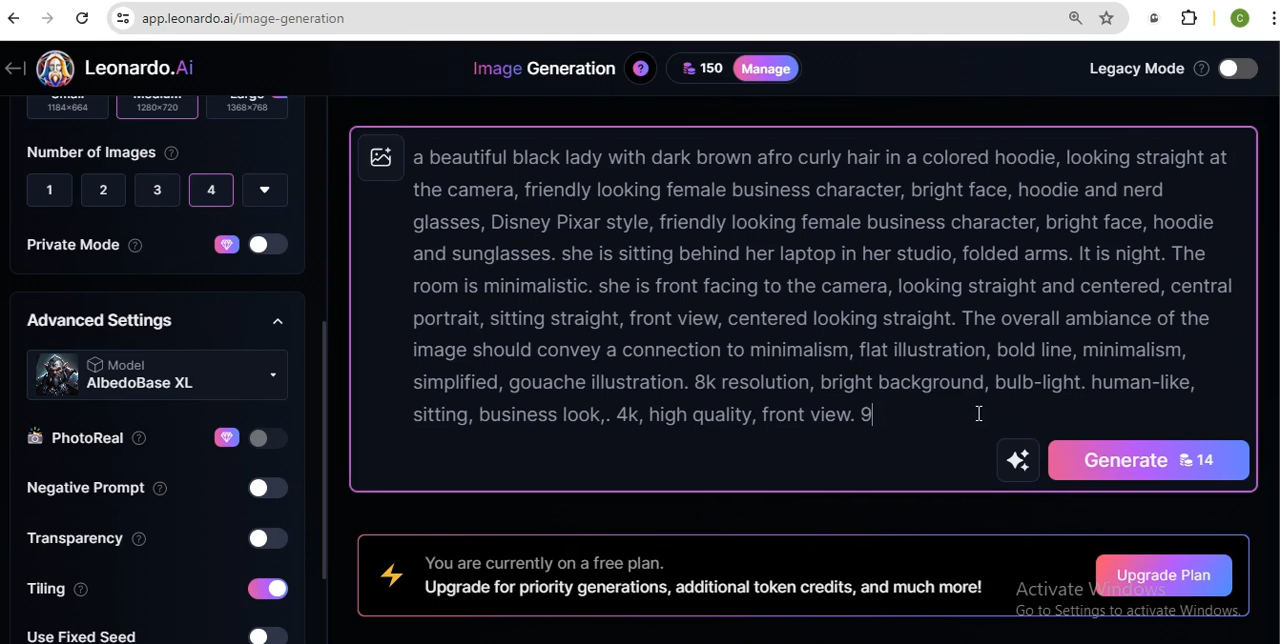 app.leonardo.ai/image-generation
C
Leonardo.Ai
Image Generation ? 150 Manage
Legacy Mode ?
Small Medium Large
1184×664 1280×720 1368×768
Number of Images ?
1 2 3 4
Private Mode ?
Advanced Settings
Model
AlbedoBase XL
PhotoReal ?
Negative Prompt ?
Transparency ?
Tiling ?
Use Fixed Seed
a beautiful black lady with dark brown afro curly hair in a colored hoodie, looking straight at
the camera, friendly looking female business character, bright face, hoodie and nerd
glasses, Disney Pixar style, friendly looking female business character, bright face, hoodie
and sunglasses. she is sitting behind her laptop in her studio, folded arms. It is night. The
room is minimalistic. she is front facing to the camera, looking straight and centered, central
portrait, sitting straight, front view, centered looking straight. The overall ambiance of the
image should convey a connection to minimalism, flat illustration, bold line, minimalism,
simplified, gouache illustration. 8k resolution, bright background, bulb-light. human-like,
sitting, business look,. 4k, high quality, front view. 9
Generate 14
You are currently on a free plan.
Upgrade for priority generations, additional token credits, and much more!
Upgrade Plan
Activate Windows
Go to Settings to activate Windows.